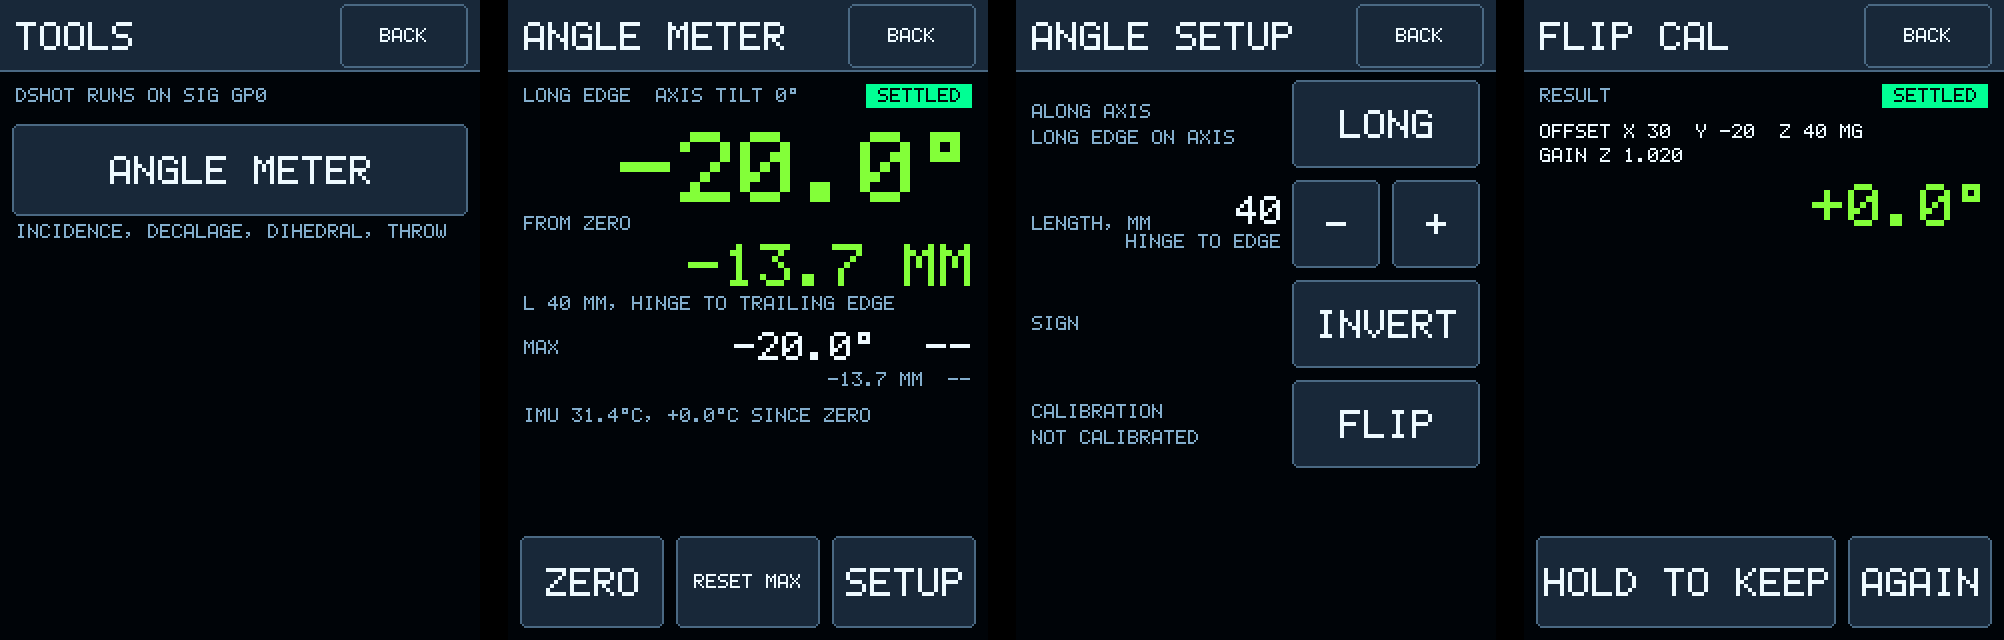 TOOLS
BACK
DSHOT RUNS ON SIG GP0
ANGLE METER
INCIDENCE, DECALAGE, DIHEDRAL, THROW
ANGLE METER
BACK
LONG EDGE AXIS TILT 0°
SETTLED
-20.0°
FROM ZERO
-13.7 MM
L 40 MM, HINGE TO TRAILING EDGE
MAX -20.0° --
-13.7 MM --
IMU 31.4°C, +0.0°C SINCE ZERO
ZERO
RESET MAX
SETUP
ANGLE SETUP
BACK
ALONG AXIS
LONG EDGE ON AXIS
LONG
LENGTH, MM 40
HINGE TO EDGE
-
+
SIGN
INVERT
CALIBRATION
NOT CALIBRATED
FLIP
FLIP CAL
BACK
RESULT
SETTLED
OFFSET X 30 Y -20 Z 40 MG
GAIN Z 1.020
+0.0°
HOLD TO KEEP
AGAIN